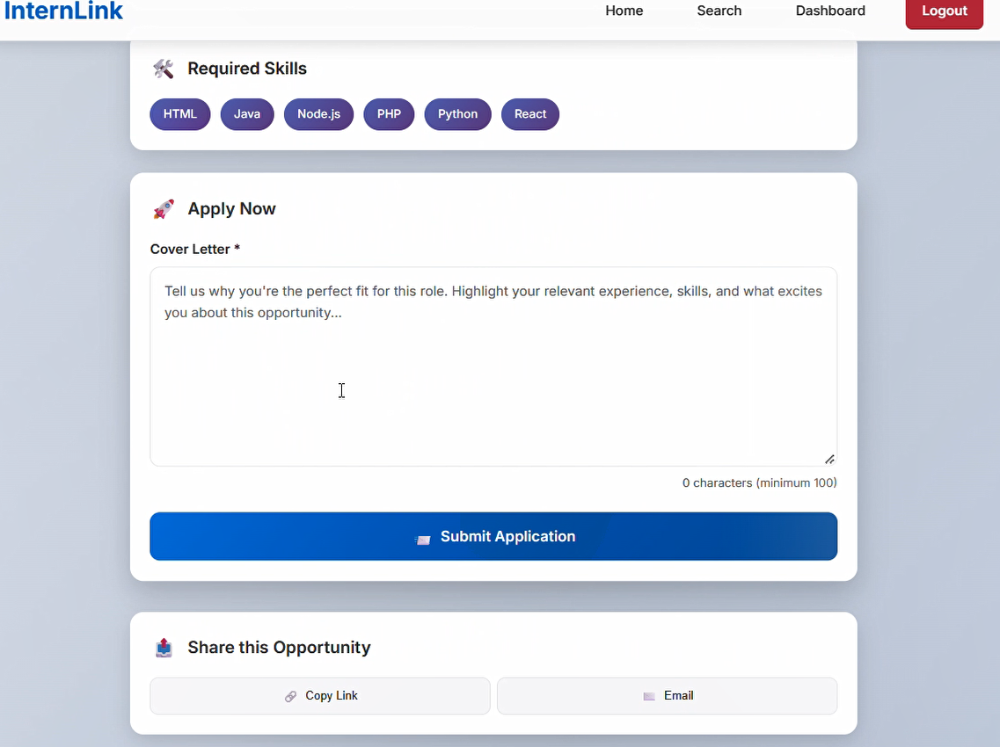 InternLink
Home
Search
Dashboard
Logout
Required Skills
HTML
Java
Node.js
PHP
Python
React
Apply Now
Cover Letter *
Tell us why you're the perfect fit for this role. Highlight your relevant experience, skills, and what excites
you about this opportunity...
0 characters (minimum 100)
Submit Application
Share this Opportunity
Copy Link
Email